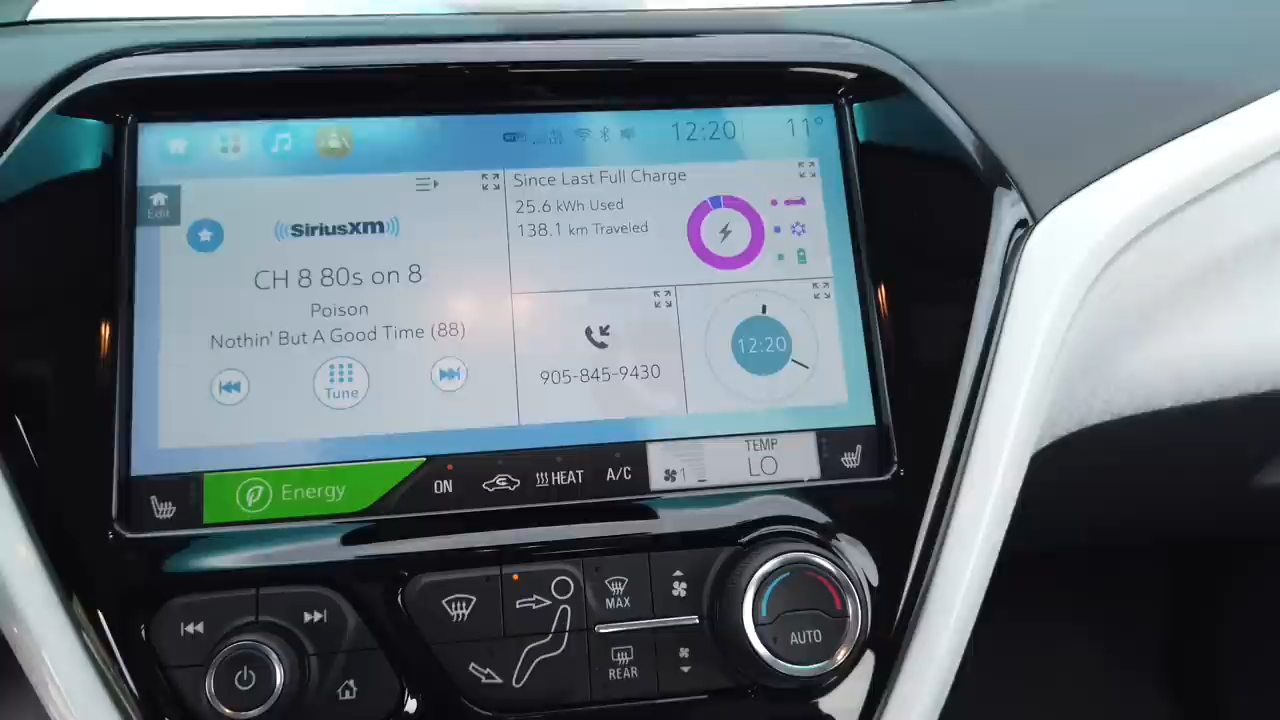 12:20
11°
Edit
SiriusXM
CH 8 80s on 8
Poison
Nothin' But A Good Time (88)
Tune
Since Last Full Charge
25.6 kWh Used
138.1 km Traveled
905-845-9430
12:20
Energy
ON
HEAT
A/C
1
TEMP
LO
MAX
REAR
AUTO